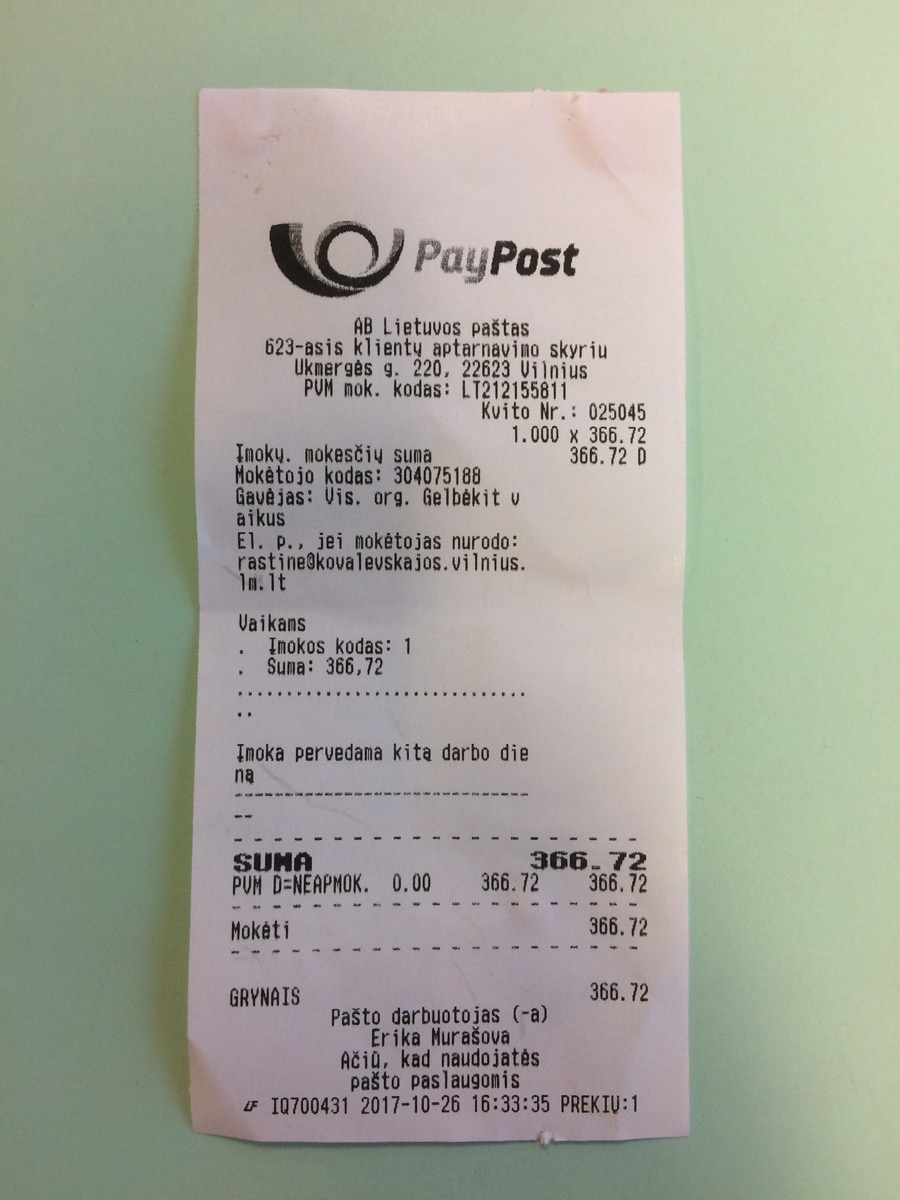 PayPost
AB Lietuvos paštas
623-asis klientų aptarnavimo skyriu
Ukmergės g. 220, 22623 Vilnius
PVM mok. kodas: LT212155811
Kvito Nr.: 025045
1.000 x 366.72
Įmokų. mokesčių suma 366.72 D
Mokėtojo kodas: 304075188
Gavėjas: Vis. org. Gelbėkit v
aikus
El. p., jei mokėtojas nurodo:
rastine@kovalevskajos.vilnius.
lm.lt
Vaikams
. Įmokos kodas: 1
. Suma: 366,72
..............................
..
Įmoka pervedama kitą darbo die
ną
------------------------------
--
- - - - - - - - - - - - - - - - - - - - -
SUMA 366.72
PVM D=NEAPMOK. 0.00 366.72 366.72
- - - - - - - - - - - - - - - - - - - - -
Mokėti 366.72
- - - - - - - - - - - - - - - - - - - - -
GRYNAIS 366.72
Pašto darbuotojas (-a)
Erika Murašova
Ačiū, kad naudojatės
pašto paslaugomis
LF IQ700431 2017-10-26 16:33:35 PREKIŲ:1